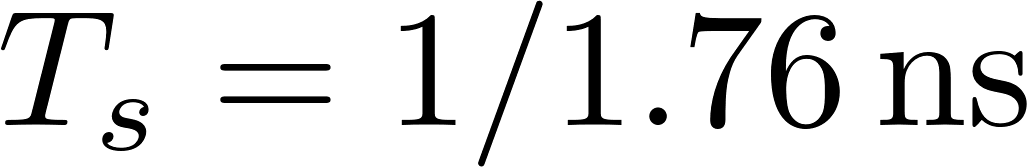 T_s = 1/1.76 ns